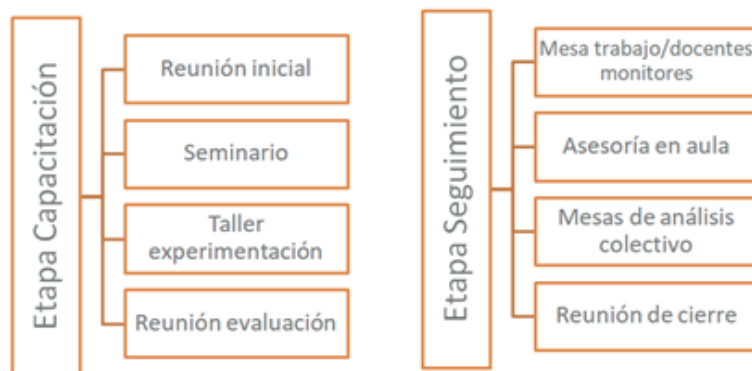 Etapa Capacitación
Reunión inicial
Seminario
Taller
experimentación
Reunión evaluación
Etapa Seguimiento
Mesa trabajo/docentes
monitores
Asesoría en aula
Mesas de análisis
colectivo
Reunión de cierre